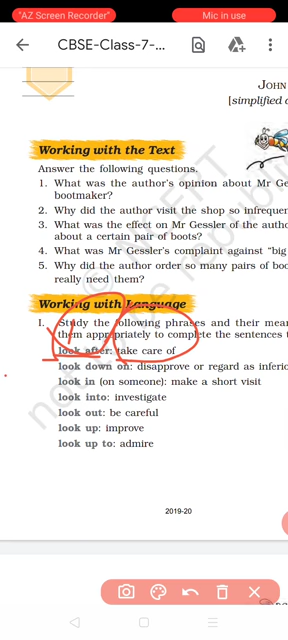 "AZ Screen Recorder"
Mic in use
CBSE-Class-7-...
JOHN
[simplified
Working with the Text
Answer the following questions.
1. What was the author's opinion about Mr Ge
bootmaker?
2. Why did the author visit the shop so infrequen
3. What was the effect on Mr Gessler of the autho
about a certain pair of boots?
4. What was Mr Gessler's complaint against "big
5. Why did the author order so many pairs of boo
really need them?
Working with Language
I. Study the following phrases and their mean
them appropriately to complete the sentences t
look after: take care of
look down on: disapprove or regard as inferio
look in (on someone): make a short visit
look into: investigate
look out: be careful
look up: improve
look up to: admire
2019-20